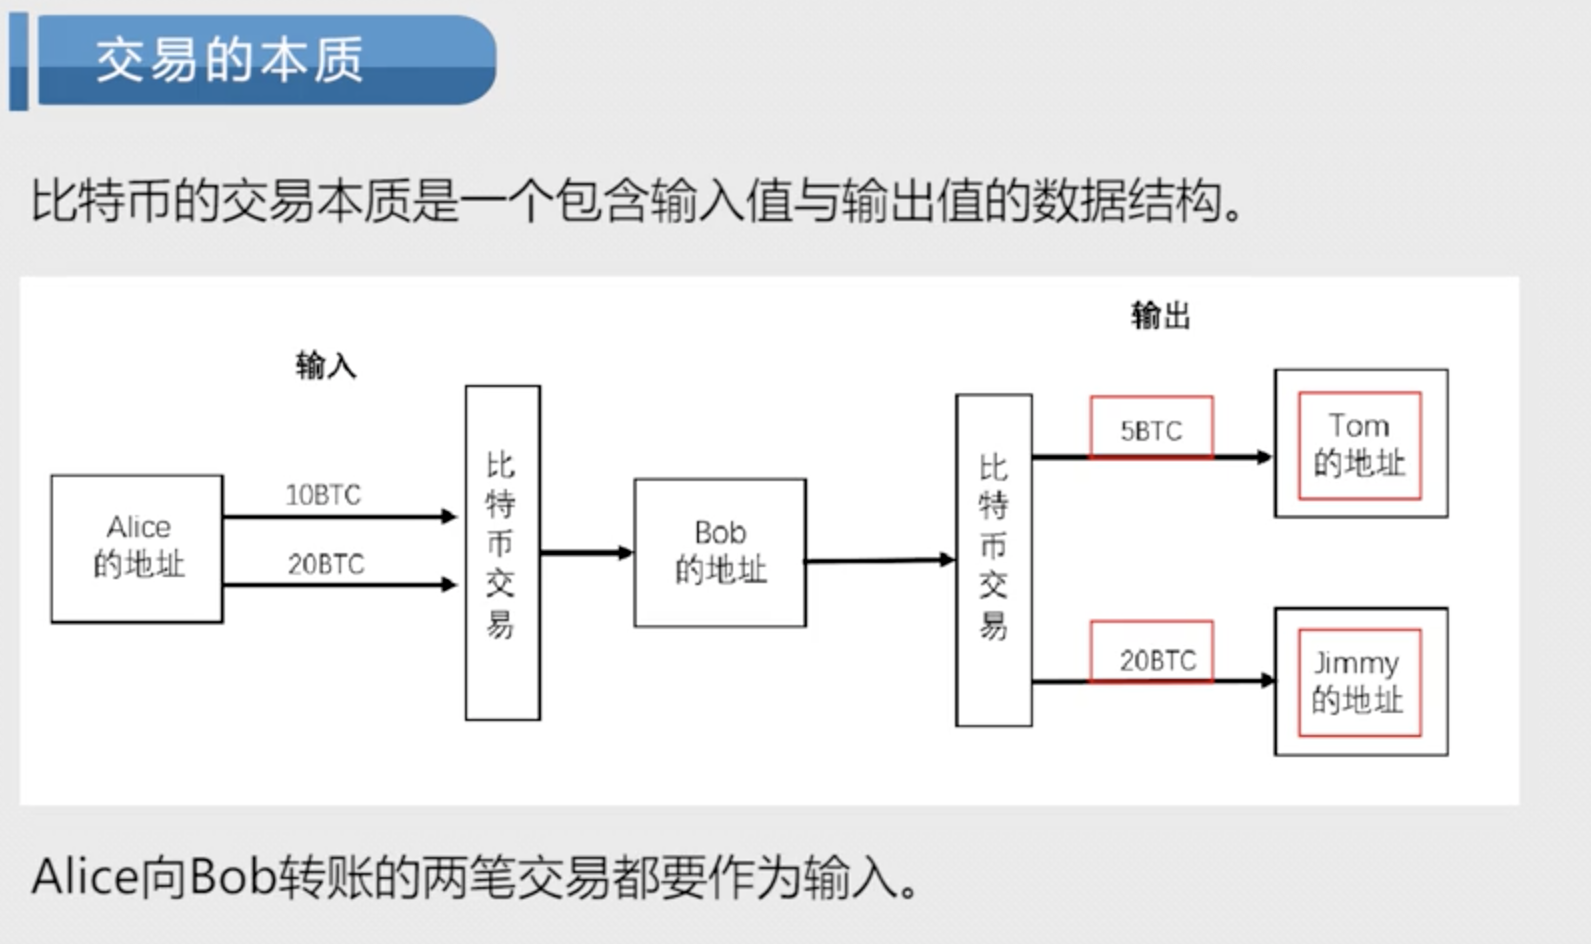 交易的本质
比特币的交易本质是一个包含输入值与输出值的数据结构。
输入
输出
Alice
的地址
10BTC
20BTC
比特币交易
Bob
的地址
比特币交易
5BTC
Tom
的地址
20BTC
Jimmy
的地址
Alice向Bob转账的两笔交易都要作为输入。